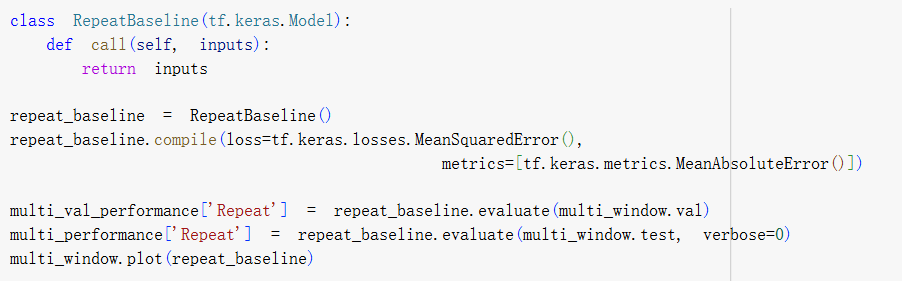 class RepeatBaseline(tf.keras.Model):
    def call(self, inputs):
        return inputs

repeat_baseline = RepeatBaseline()
repeat_baseline.compile(loss=tf.keras.losses.MeanSquaredError(),
                        metrics=[tf.keras.metrics.MeanAbsoluteError()])

multi_val_performance['Repeat'] = repeat_baseline.evaluate(multi_window.val)
multi_performance['Repeat'] = repeat_baseline.evaluate(multi_window.test, verbose=0)
multi_window.plot(repeat_baseline)